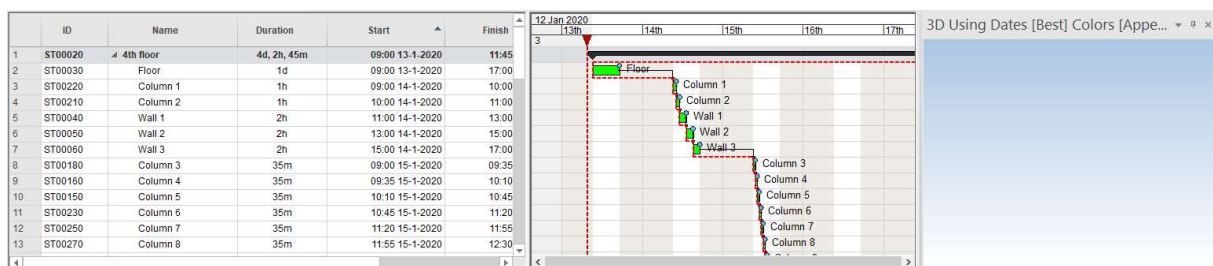 ID Name Duration Start Finish
1 ST00020 4th floor 4d, 2h, 45m 09:00 13-1-2020 11:45
2 ST00030 Floor 1d 09:00 13-1-2020 17:00
3 ST00220 Column 1 1h 09:00 14-1-2020 10:00
4 ST00210 Column 2 1h 10:00 14-1-2020 11:00
5 ST00040 Wall 1 2h 11:00 14-1-2020 13:00
6 ST00050 Wall 2 2h 13:00 14-1-2020 15:00
7 ST00060 Wall 3 2h 15:00 14-1-2020 17:00
8 ST00180 Column 3 35m 09:00 15-1-2020 09:35
9 ST00160 Column 4 35m 09:35 15-1-2020 10:10
10 ST00150 Column 5 35m 10:10 15-1-2020 10:45
11 ST00230 Column 6 35m 10:45 15-1-2020 11:20
12 ST00250 Column 7 35m 11:20 15-1-2020 11:55
13 ST00270 Column 8 35m 11:55 15-1-2020 12:30
12 Jan 2020
13th 14th 15th 16th 17th
3
Floor
Column 1
Column 2
Wall 1
Wall 2
Wall 3
Column 3
Column 4
Column 5
Column 6
Column 7
Column 8
3D Using Dates [Best] Colors [Appe...